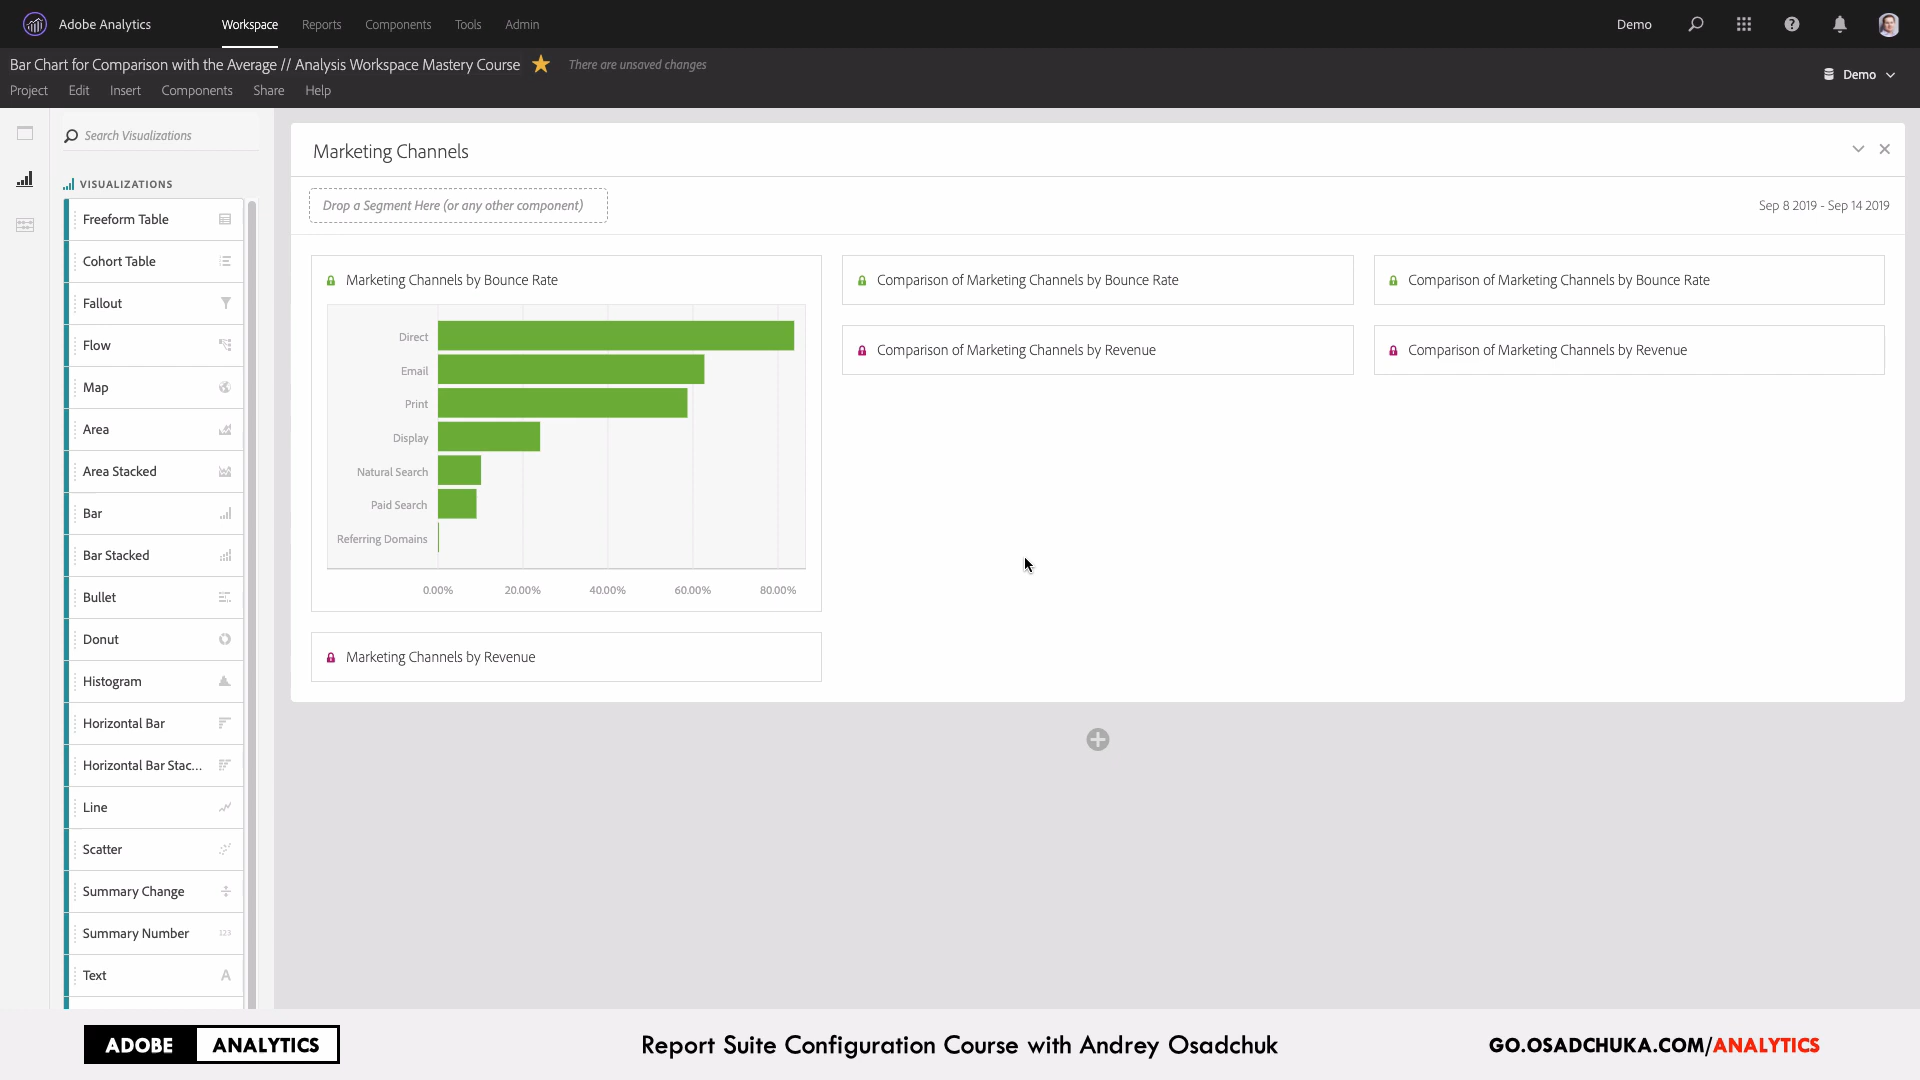 Adobe Analytics
Workspace
Reports
Components
Tools
Admin
Demo
Bar Chart for Comparison with the Average // Analysis Workspace Mastery Course
There are unsaved changes
Demo
Project
Edit
Insert
Components
Share
Help
Search Visualizations
VISUALIZATIONS
Freeform Table
Cohort Table
Fallout
Flow
Map
Area
Area Stacked
Bar
Bar Stacked
Bullet
Donut
Histogram
Horizontal Bar
Horizontal Bar Stac...
Line
Scatter
Summary Change
Summary Number
123
Text
A
Marketing Channels
Drop a Segment Here (or any other component)
Sep 8 2019 - Sep 14 2019
Marketing Channels by Bounce Rate
Direct
Email
Print
Display
Natural Search
Paid Search
Referring Domains
0.00%
20.00%
40.00%
60.00%
80.00%
Marketing Channels by Revenue
Comparison of Marketing Channels by Bounce Rate
Comparison of Marketing Channels by Revenue
Comparison of Marketing Channels by Bounce Rate
Comparison of Marketing Channels by Revenue
ADOBE ANALYTICS
Report Suite Configuration Course with Andrey Osadchuk
GO.OSADCHUKA.COM/ANALYTICS